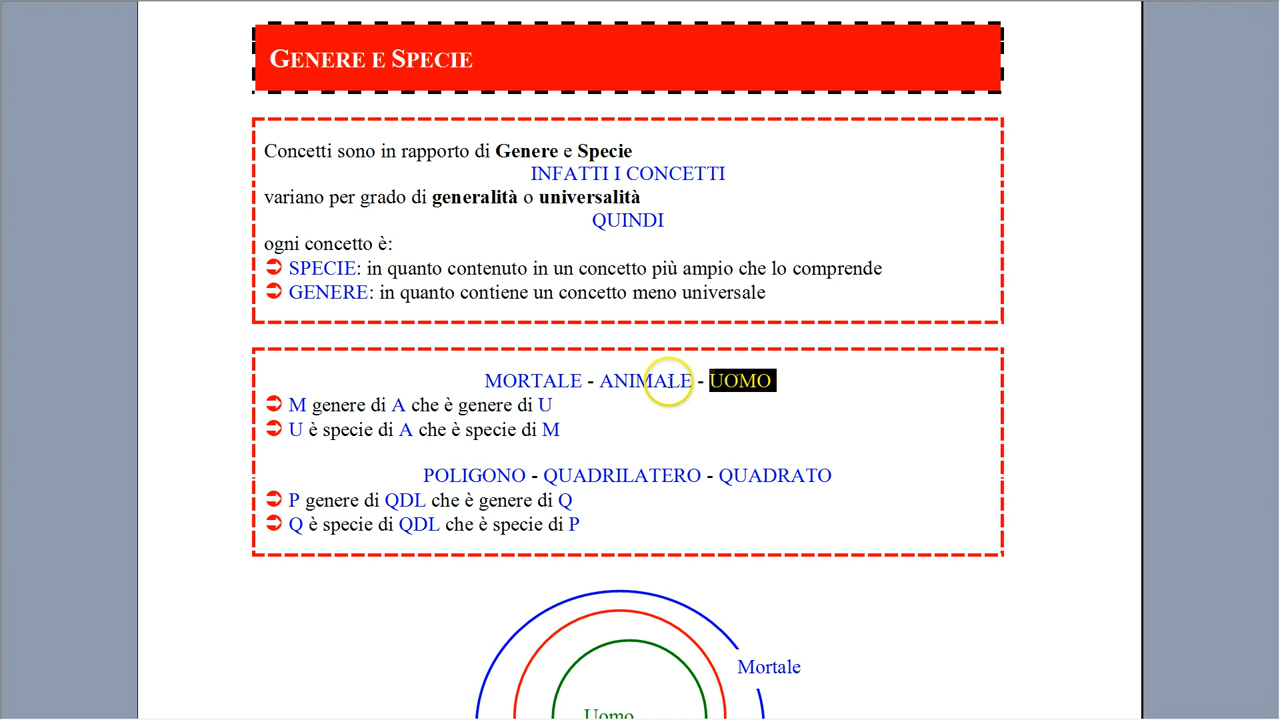 GENERE E SPECIE
Concetti sono in rapporto di Genere e Specie
INFATTI I CONCETTI
variano per grado di generalità o universalità
QUINDI
ogni concetto è:
SPECIE: in quanto contenuto in un concetto più ampio che lo comprende
GENERE: in quanto contiene un concetto meno universale
MORTALE - ANIMALE - UOMO
M genere di A che è genere di U
U è specie di A che è specie di M
POLIGONO - QUADRILATERO - QUADRATO
P genere di QDL che è genere di Q
Q è specie di QDL che è specie di P
Mortale
Uomo